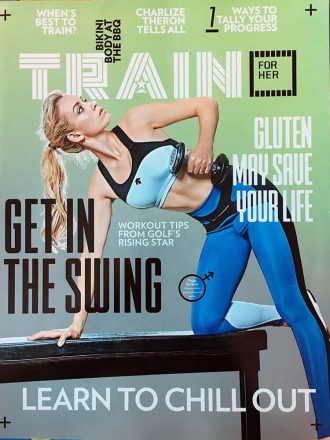 WHEN'S
BEST TO
TRAIN?
BIKINI
BODY AT
THE BBQ
CHARLIZE
THERON
TELLS ALL
1
WAYS TO
TALLY YOUR
PROGRESS
TRAIN
FOR
HER
GLUTEN
MAY SAVE
YOUR LIFE
GET IN
THE SWING
WORKOUT TIPS
FROM GOLF'S
RISING STAR
Paige
Spiranac
LEARN TO CHILL OUT